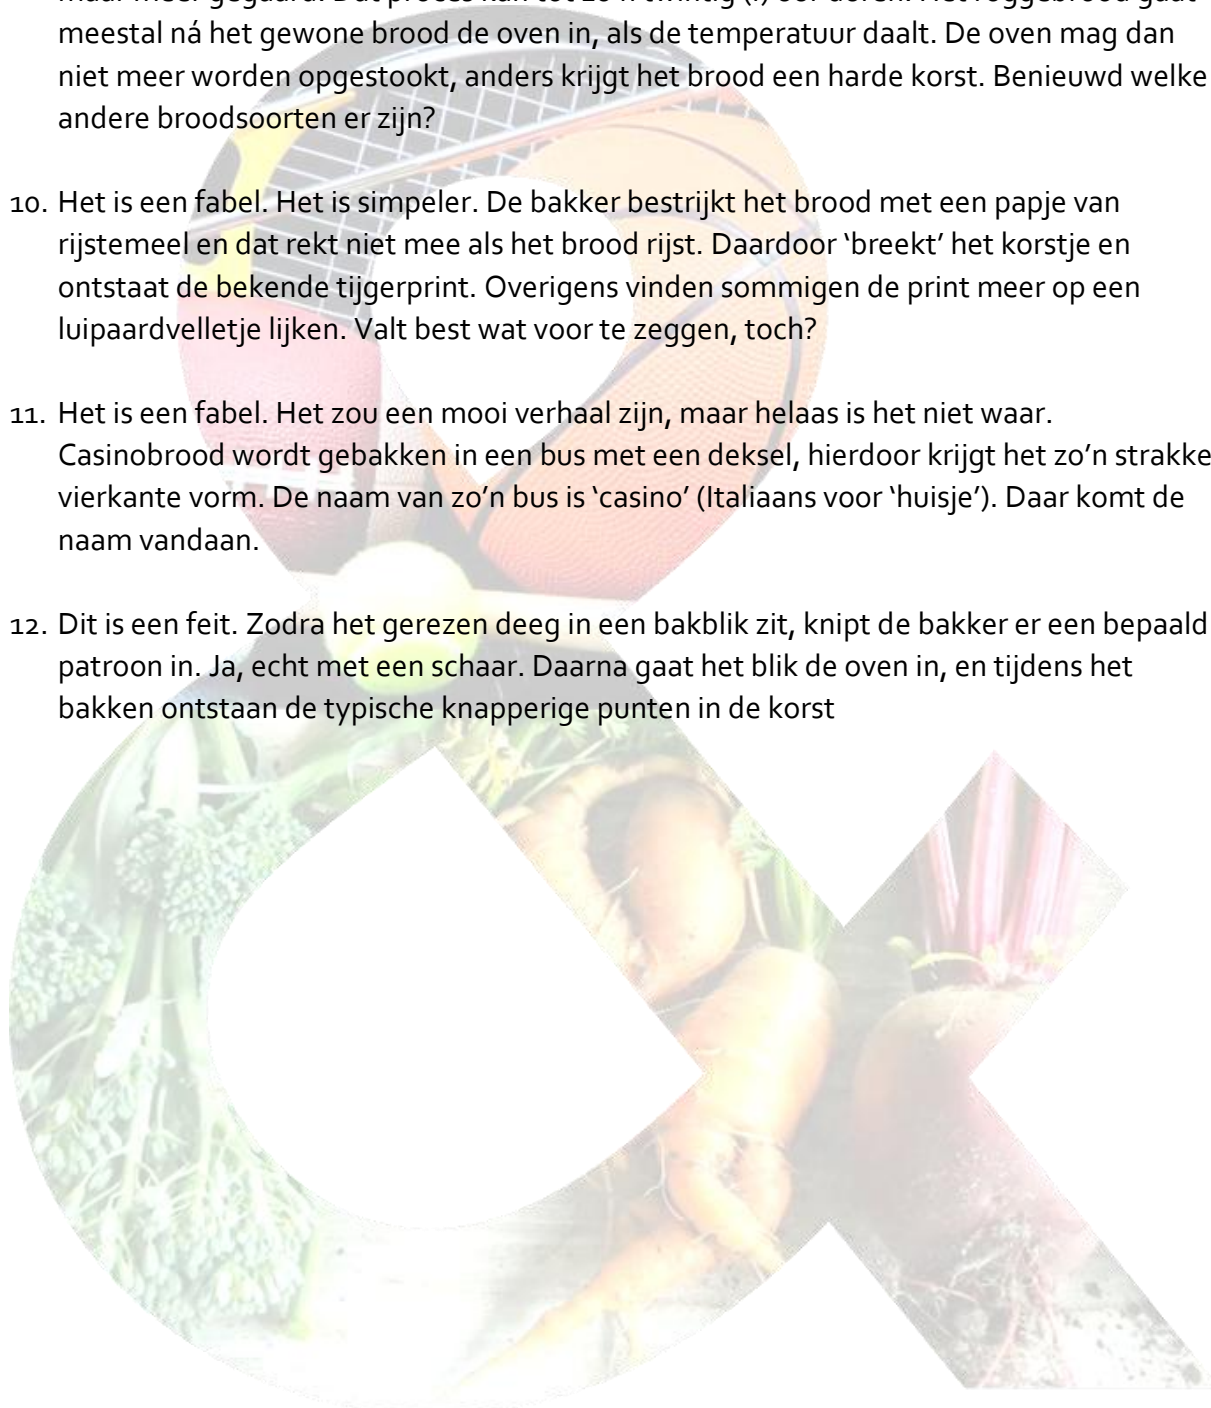 meestal ná het gewone brood de oven in, als de temperatuur daalt. De oven mag dan
niet meer worden opgestookt, anders krijgt het brood een harde korst. Benieuwd welke
andere broodsoorten er zijn?
10. Het is een fabel. Het is simpeler. De bakker bestrijkt het brood met een papje van
rijstemeel en dat rekt niet mee als het brood rijst. Daardoor ‘breekt’ het korstje en
ontstaat de bekende tijgerprint. Overigens vinden sommigen de print meer op een
luipaardvelletje lijken. Valt best wat voor te zeggen, toch?
11. Het is een fabel. Het zou een mooi verhaal zijn, maar helaas is het niet waar.
Casinobrood wordt gebakken in een bus met een deksel, hierdoor krijgt het zo’n strakke
vierkante vorm. De naam van zo’n bus is ‘casino’ (Italiaans voor ‘huisje’). Daar komt de
naam vandaan.
12. Dit is een feit. Zodra het gerezen deeg in een bakblik zit, knipt de bakker er een bepaald
patroon in. Ja, echt met een schaar. Daarna gaat het blik de oven in, en tijdens het
bakken ontstaan de typische knapperige punten in de korst